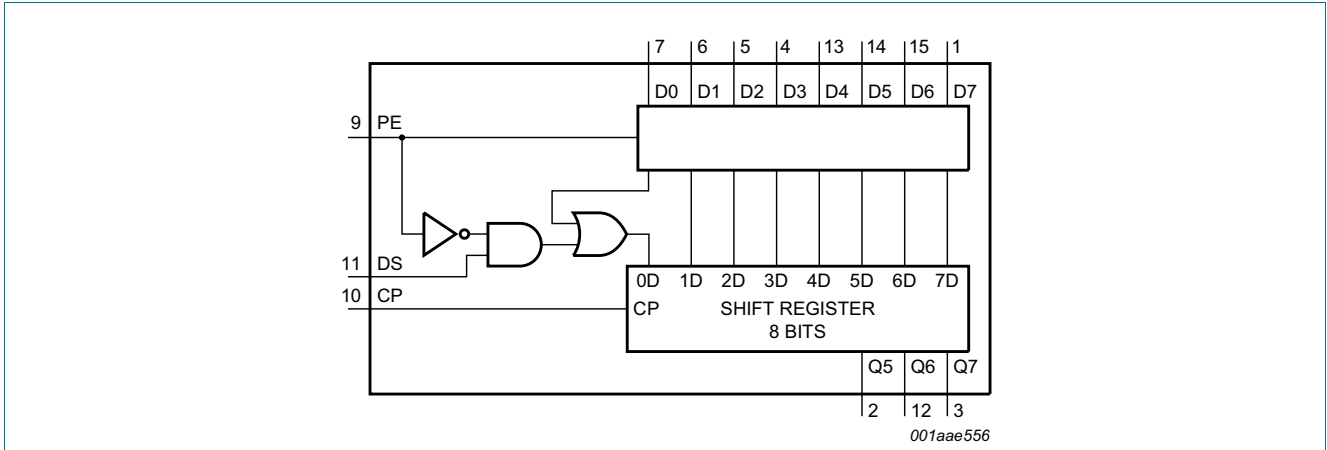 7 6 5 4 13 14 15 1
D0 D1 D2 D3 D4 D5 D6 D7
9 PE
11 DS
10 CP
0D 1D 2D 3D 4D 5D 6D 7D
CP SHIFT REGISTER
8 BITS
Q5 Q6 Q7
2 12 3
001aae556